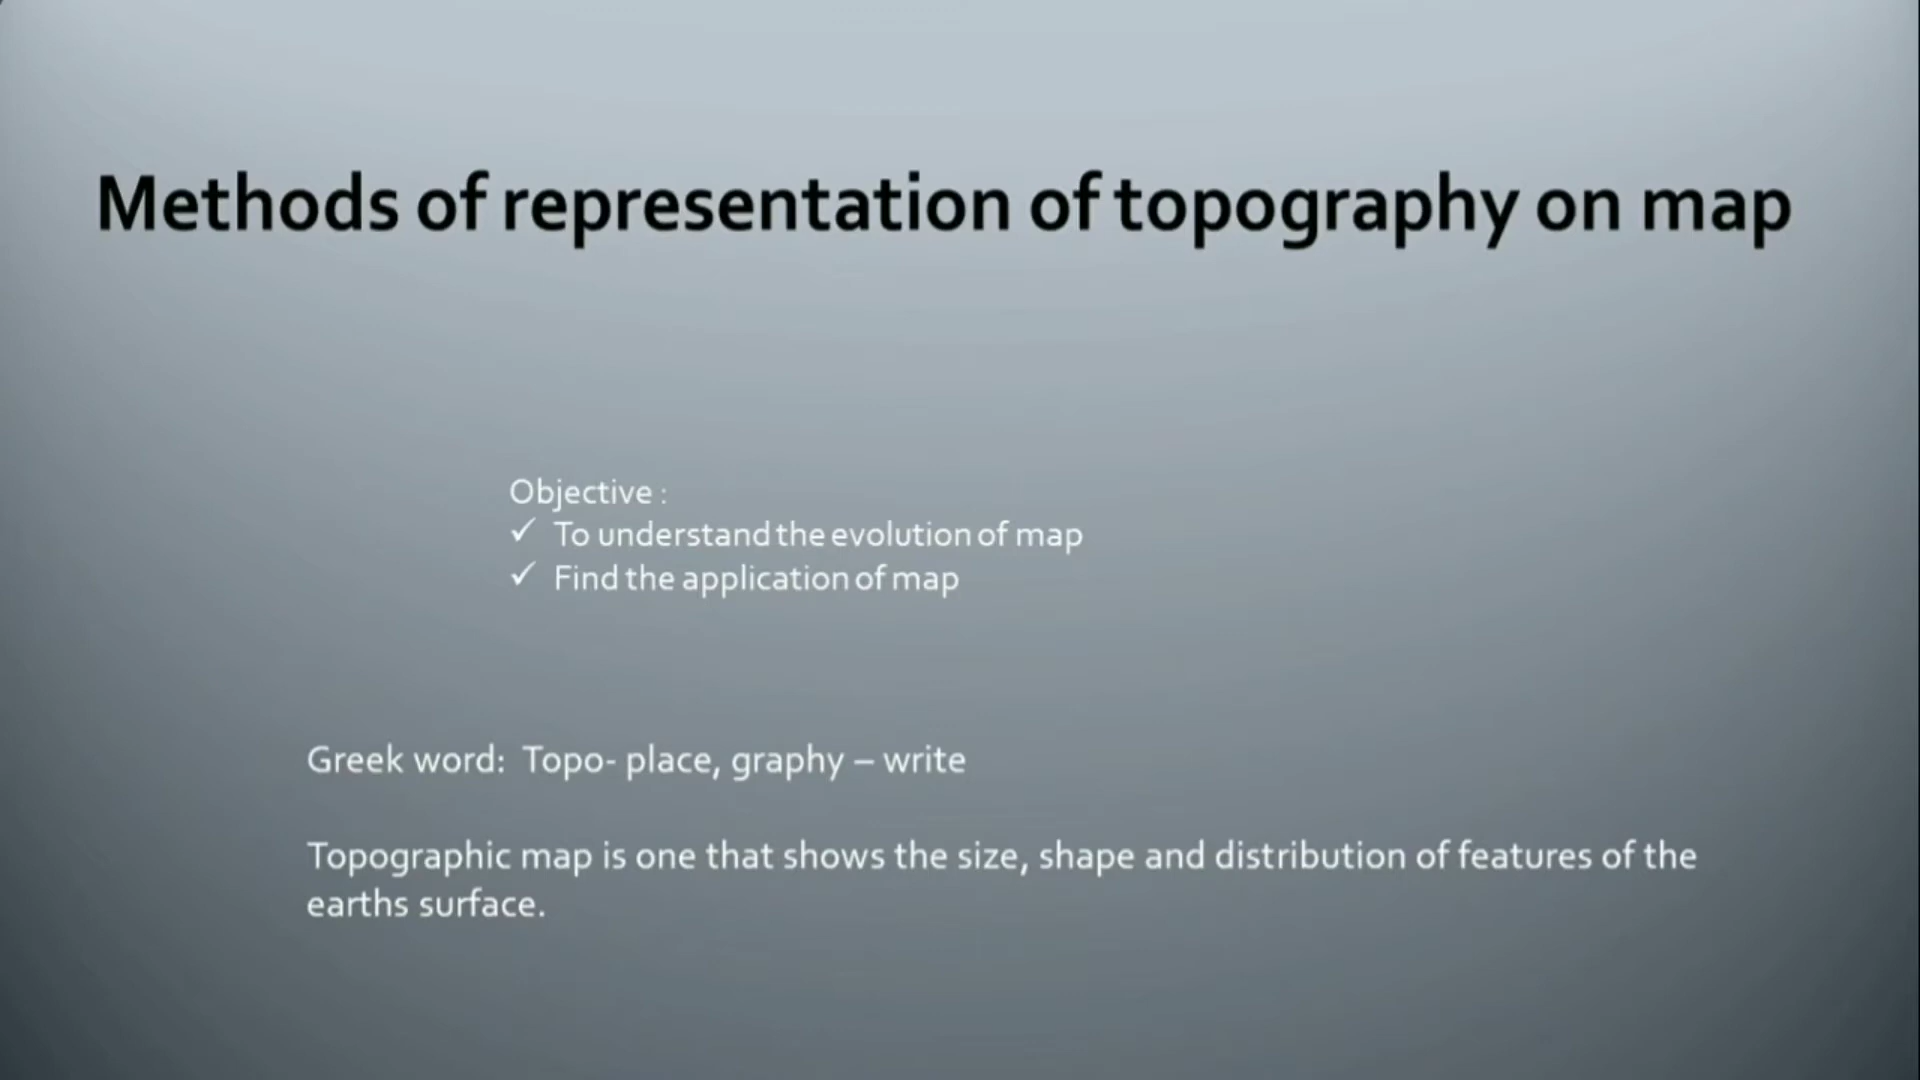 Methods of representation of topography on map
Objective :
✓ To understand the evolution of map
✓ Find the application of map
Greek word: Topo- place, graphy – write
Topographic map is one that shows the size, shape and distribution of features of the
earths surface.